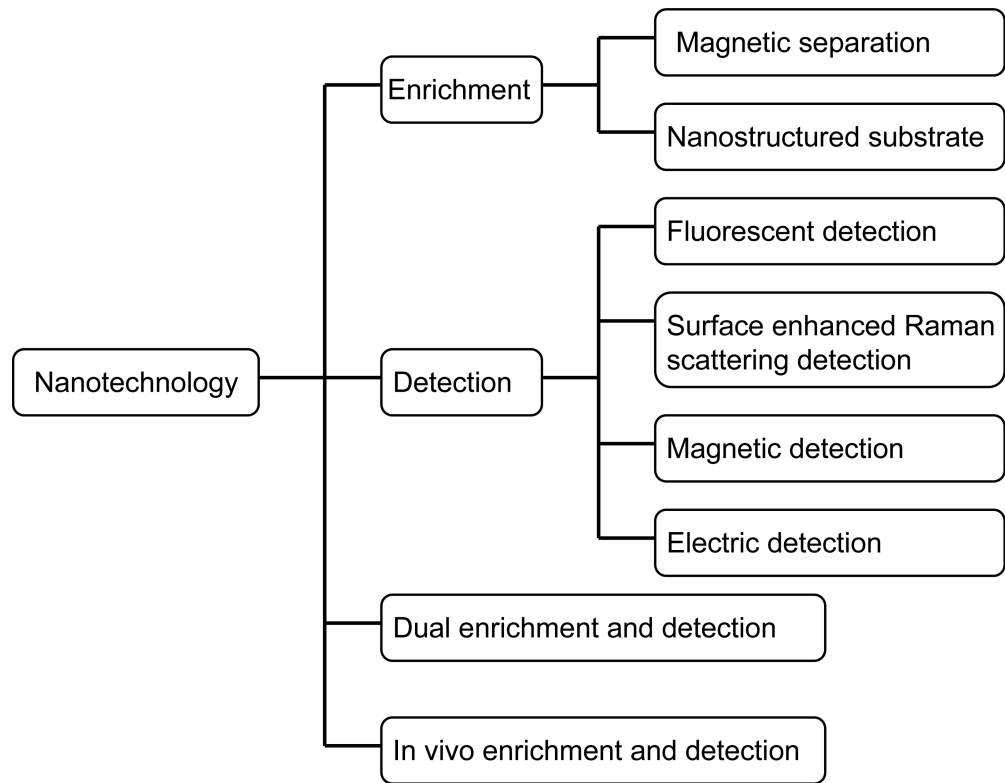 Nanotechnology
Enrichment
Magnetic separation
Nanostructured substrate
Detection
Fluorescent detection
Surface enhanced Raman
scattering detection
Magnetic detection
Electric detection
Dual enrichment and detection
In vivo enrichment and detection